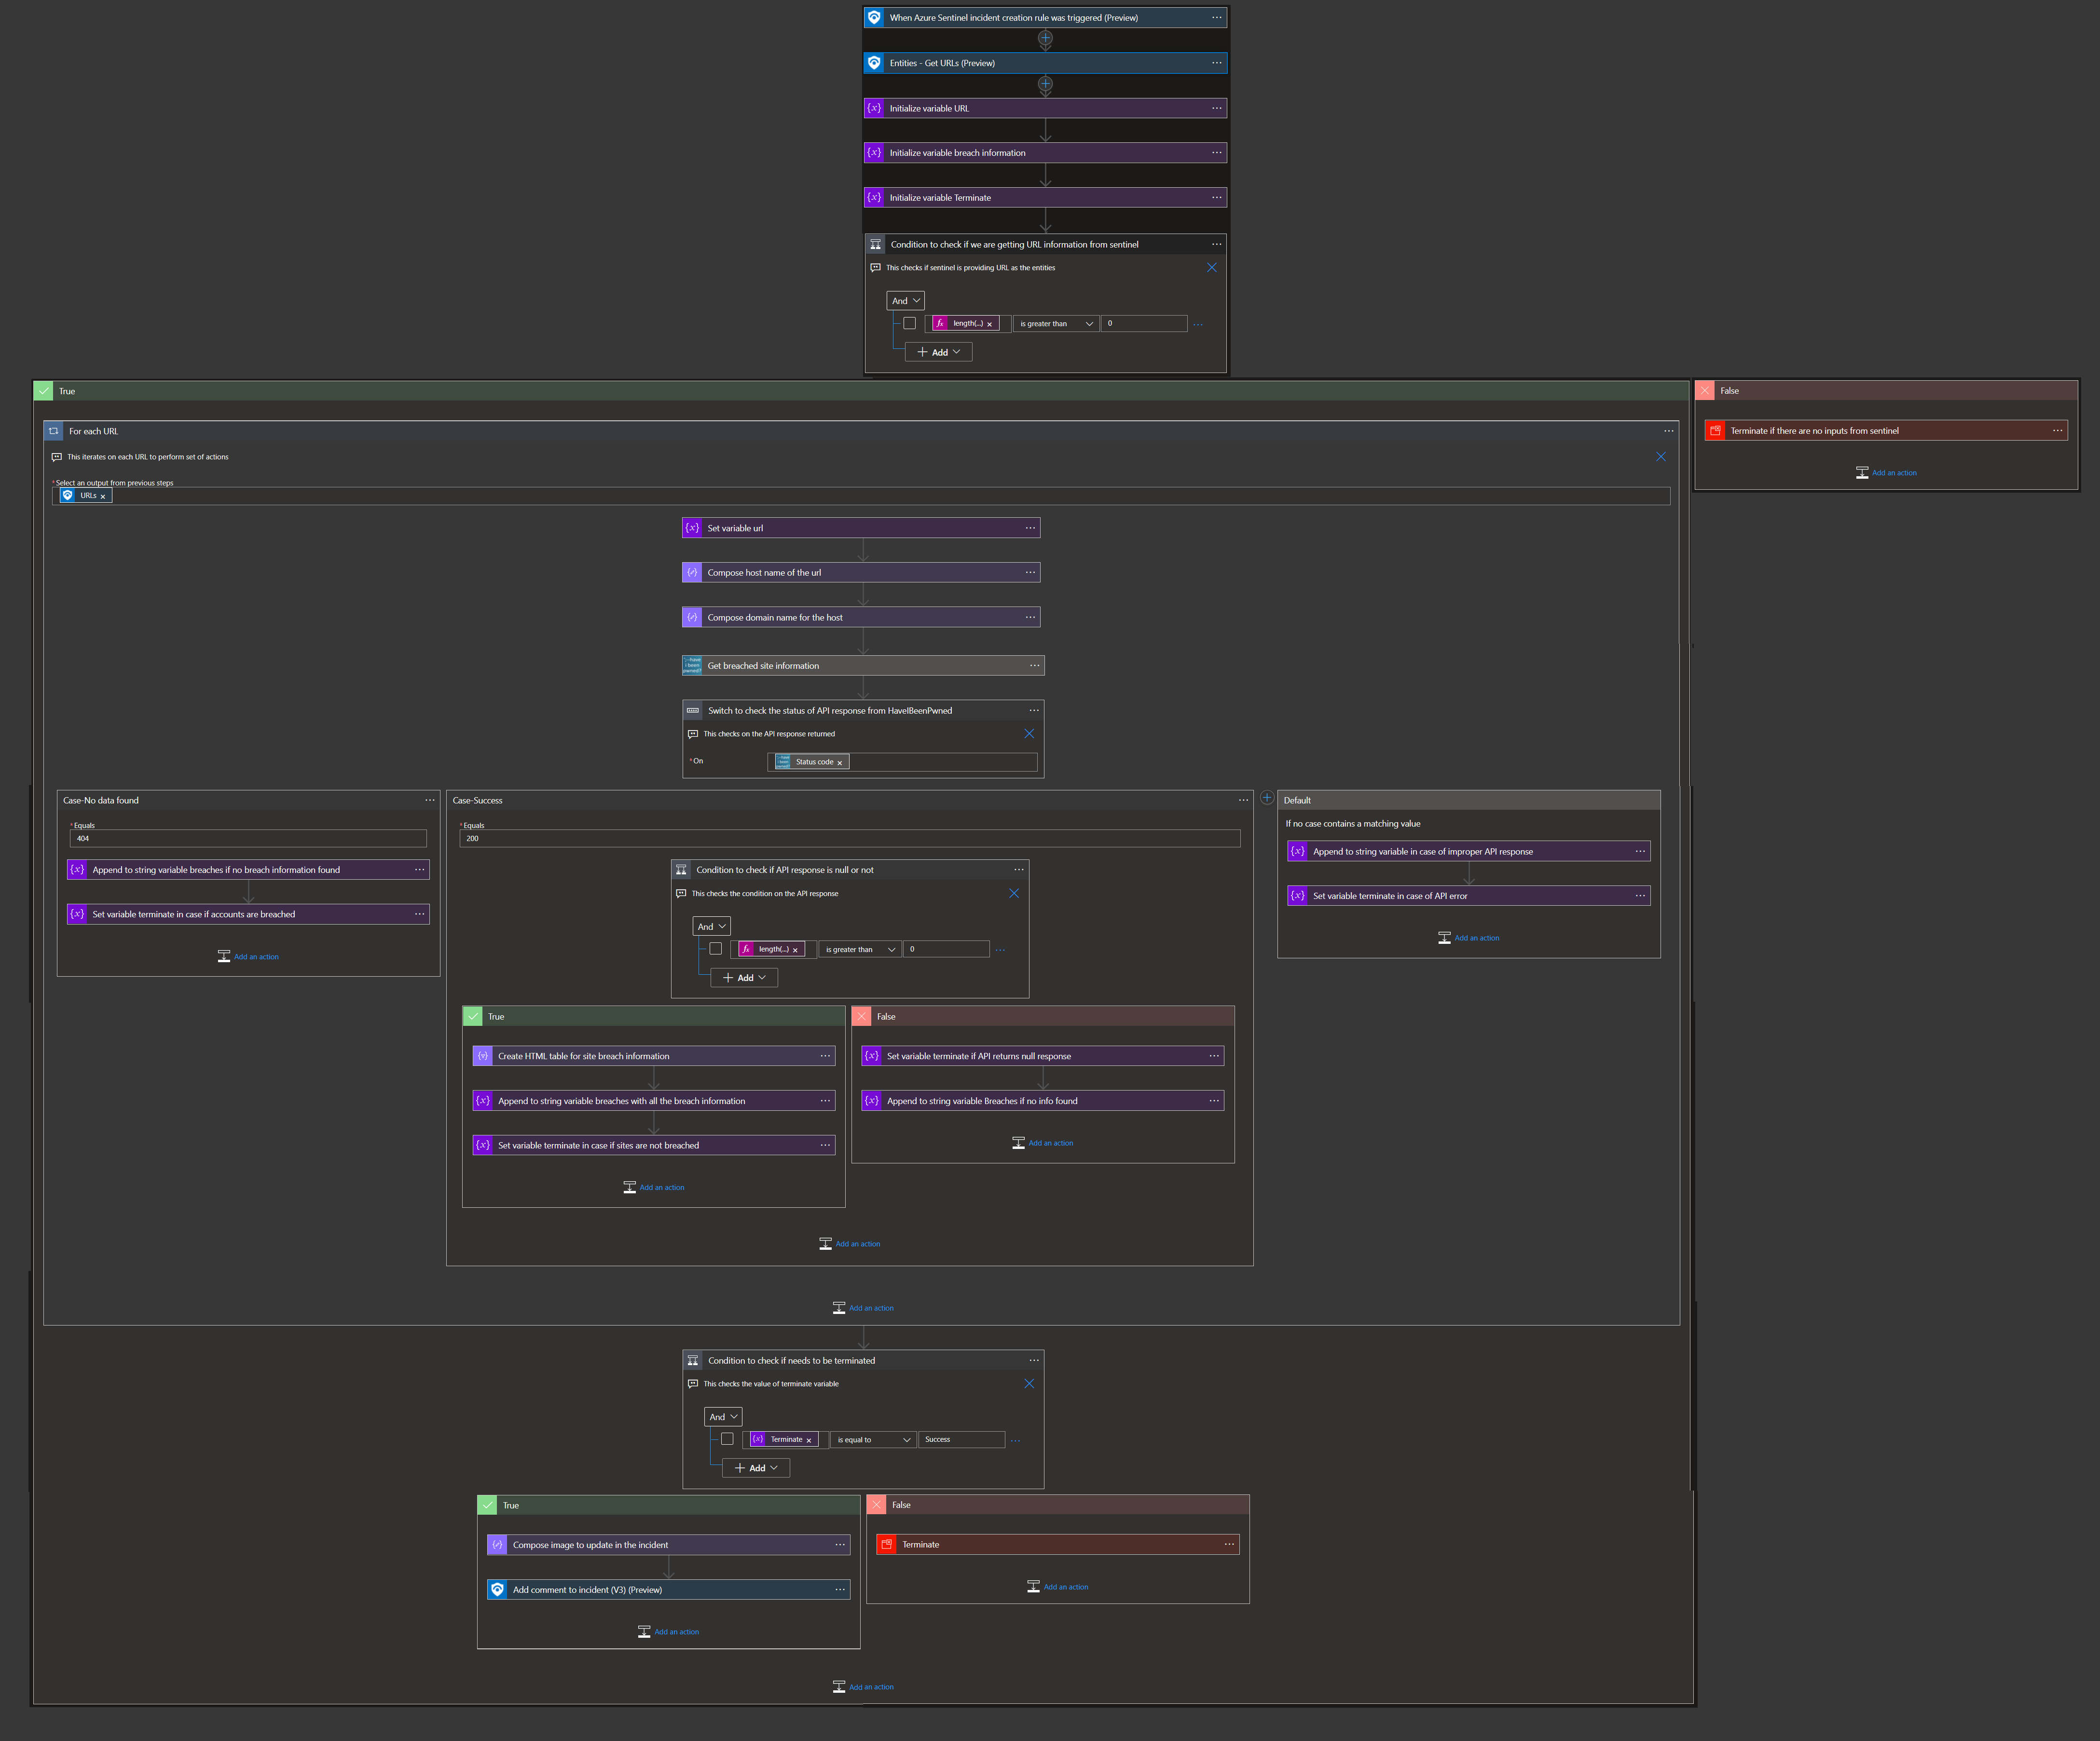 When Azure Sentinel incident creation rule was triggered (Preview)
Entities - Get URLs (Preview)
Initialize variable URL
Initialize variable breach information
Initialize variable Terminate
Condition to check if we are getting URL information from sentinel
This checks if sentinel is providing URL as the entities
And
length(...) is greater than 0
Add
True
False
For each URL
Terminate if there are no inputs from sentinel
This iterates on each URL to perform set of actions
Add an action
*Select an output from previous steps
URLs
Set variable url
Compose host name of the url
Compose domain name for the host
Get breached site information
Switch to check the status of API response from HaveIBeenPwned
This checks on the API response returned
*On Status code
Case-No data found
Case-Success
Default
*Equals
404
*Equals
200
If no case contains a matching value
Append to string variable breaches if no breach information found
Set variable terminate in case if accounts are breached
Add an action
Condition to check if API response is null or not
This checks the condition on the API response
And
length(...) is greater than 0
Add
Append to string variable in case of improper API response
Set variable terminate in case of API error
Add an action
True
False
Create HTML table for site breach information
Append to string variable breaches with all the breach information
Set variable terminate in case if sites are not breached
Add an action
Set variable terminate if API returns null response
Append to string variable Breaches if no info found
Add an action
Add an action
Add an action
Condition to check if needs to be terminated
This checks the value of terminate variable
And
Terminate is equal to Success
Add
True
False
Compose image to update in the incident
Add comment to incident (V3) (Preview)
Add an action
Terminate
Add an action
Add an action